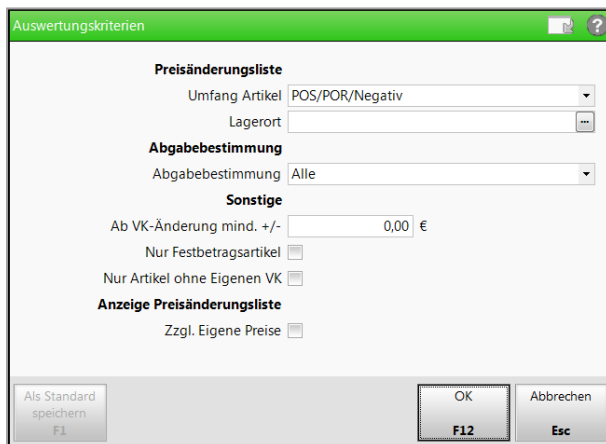 Auswertungskriterien
?
Preisänderungsliste
Umfang Artikel POS/POR/Negativ
Lagerort ...
Abgabebestimmung
Abgabebestimmung Alle
Sonstige
Ab VK-Änderung mind. +/- 0,00 €
Nur Festbetragsartikel
Nur Artikel ohne Eigenen VK
Anzeige Preisänderungsliste
Zzgl. Eigene Preise
Als Standard
speichern
F1
OK
F12
Abbrechen
Esc